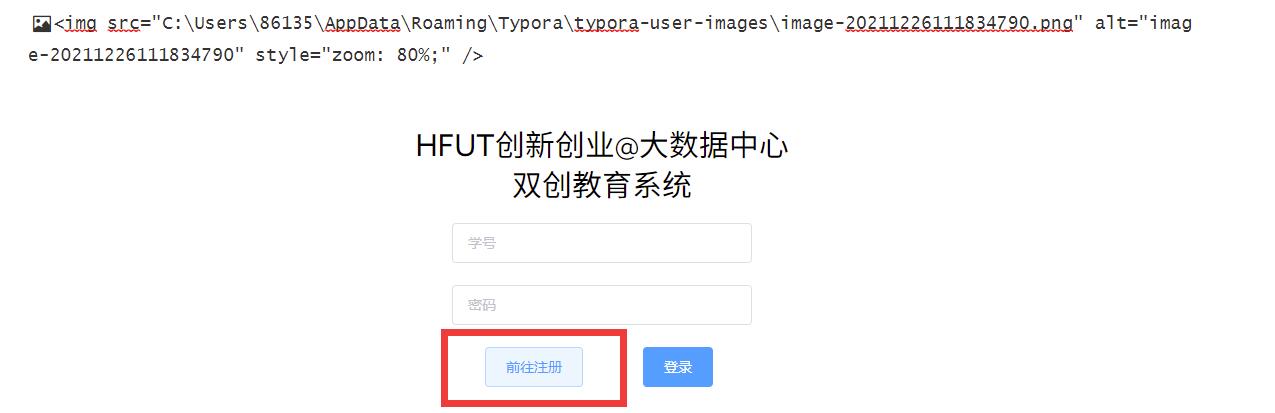 <img src="C:\Users\86135\AppData\Roaming\Typora\typora-user-images\image-20211226111834790.png" alt="imag
e-20211226111834790" style="zoom: 80%;" />
HFUT创新创业@大数据中心
双创教育系统
学号
密码
前往注册 登录